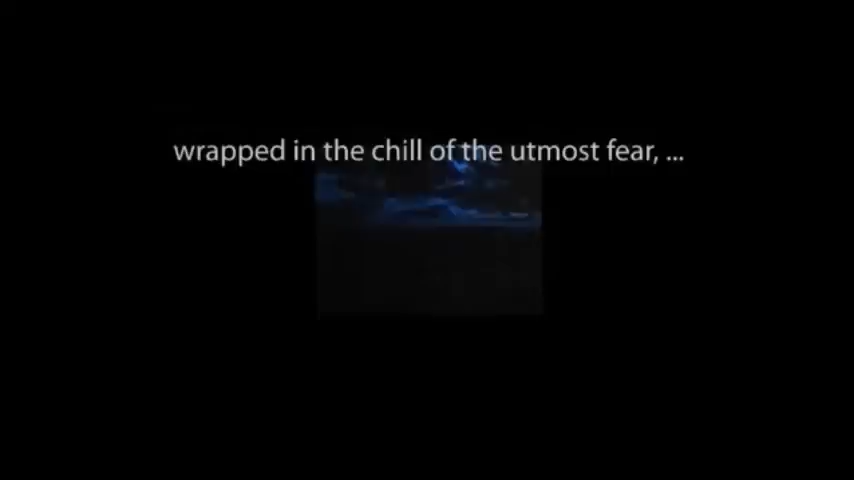 wrapped in the chill of the utmost fear, ...